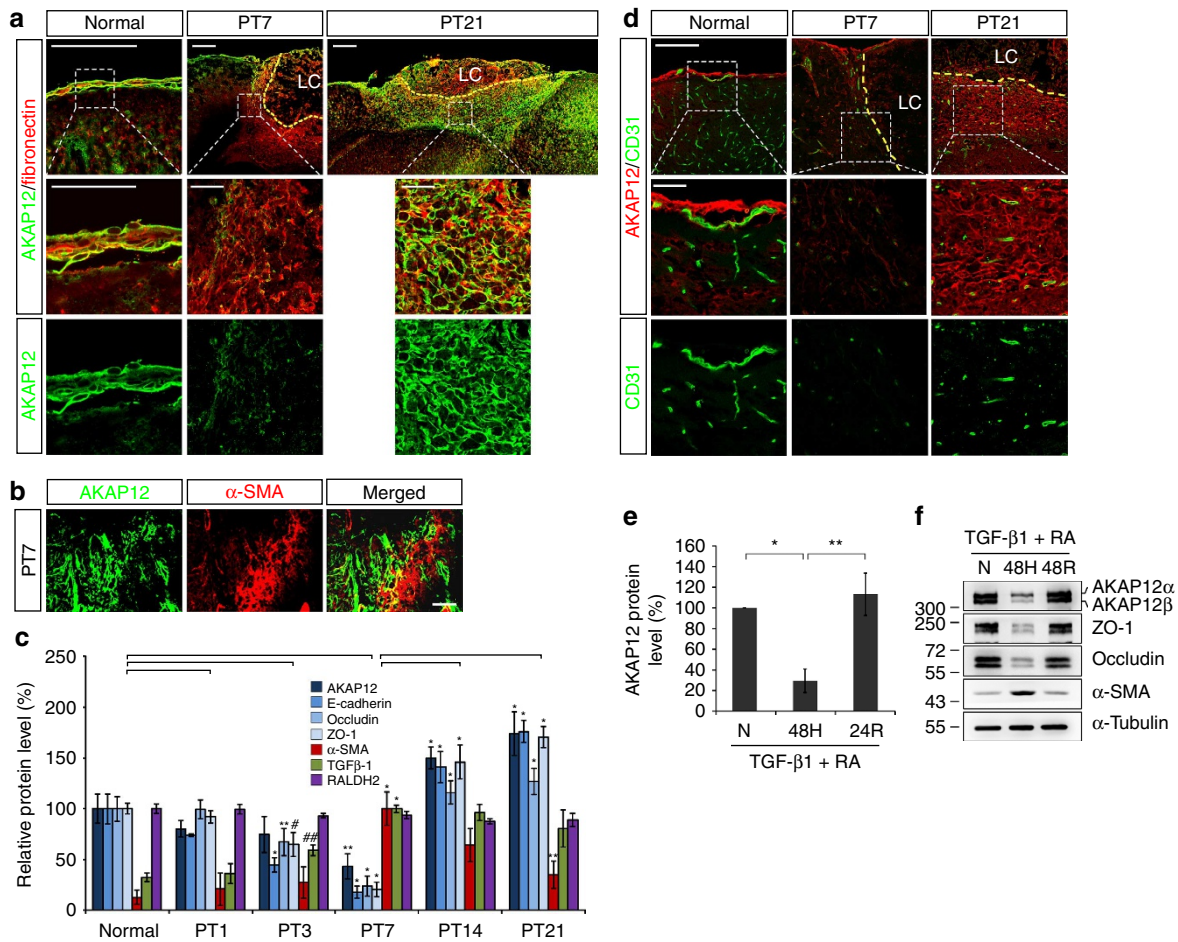 a
Normal
PT7
PT21
AKAP12/fibronectin
LC
LC
AKAP12
b
AKAP12
α-SMA
Merged
PT7
c
Relative protein level (%)
250
200
150
100
50
0
AKAP12
E-cadherin
Occludin
ZO-1
α-SMA
TGFβ-1
RALDH2
** #
*
##
**
*
* *
* *
* *
*
*
* *
*
*
**
Normal PT1 PT3 PT7 PT14 PT21
d
Normal
PT7
PT21
AKAP12/CD31
LC
LC
CD31
e
AKAP12 protein
level (%)
160
140
120
100
80
60
40
20
0
* **
N 48H 24R
TGF-β1 + RA
f
TGF-β1 + RA
N 48H 48R
300
AKAP12α
AKAP12β
250
ZO-1
72
55
Occludin
43
α-SMA
55
α-Tubulin